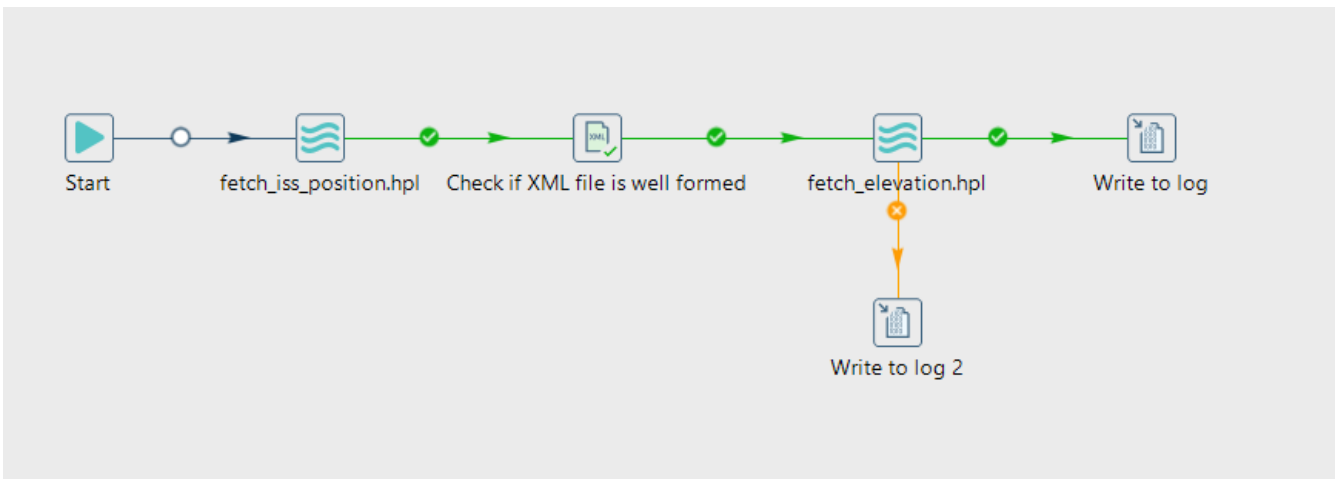 XML
Start
fetch_iss_position.hpl
Check if XML file is well formed
fetch_elevation.hpl
Write to log
Write to log 2